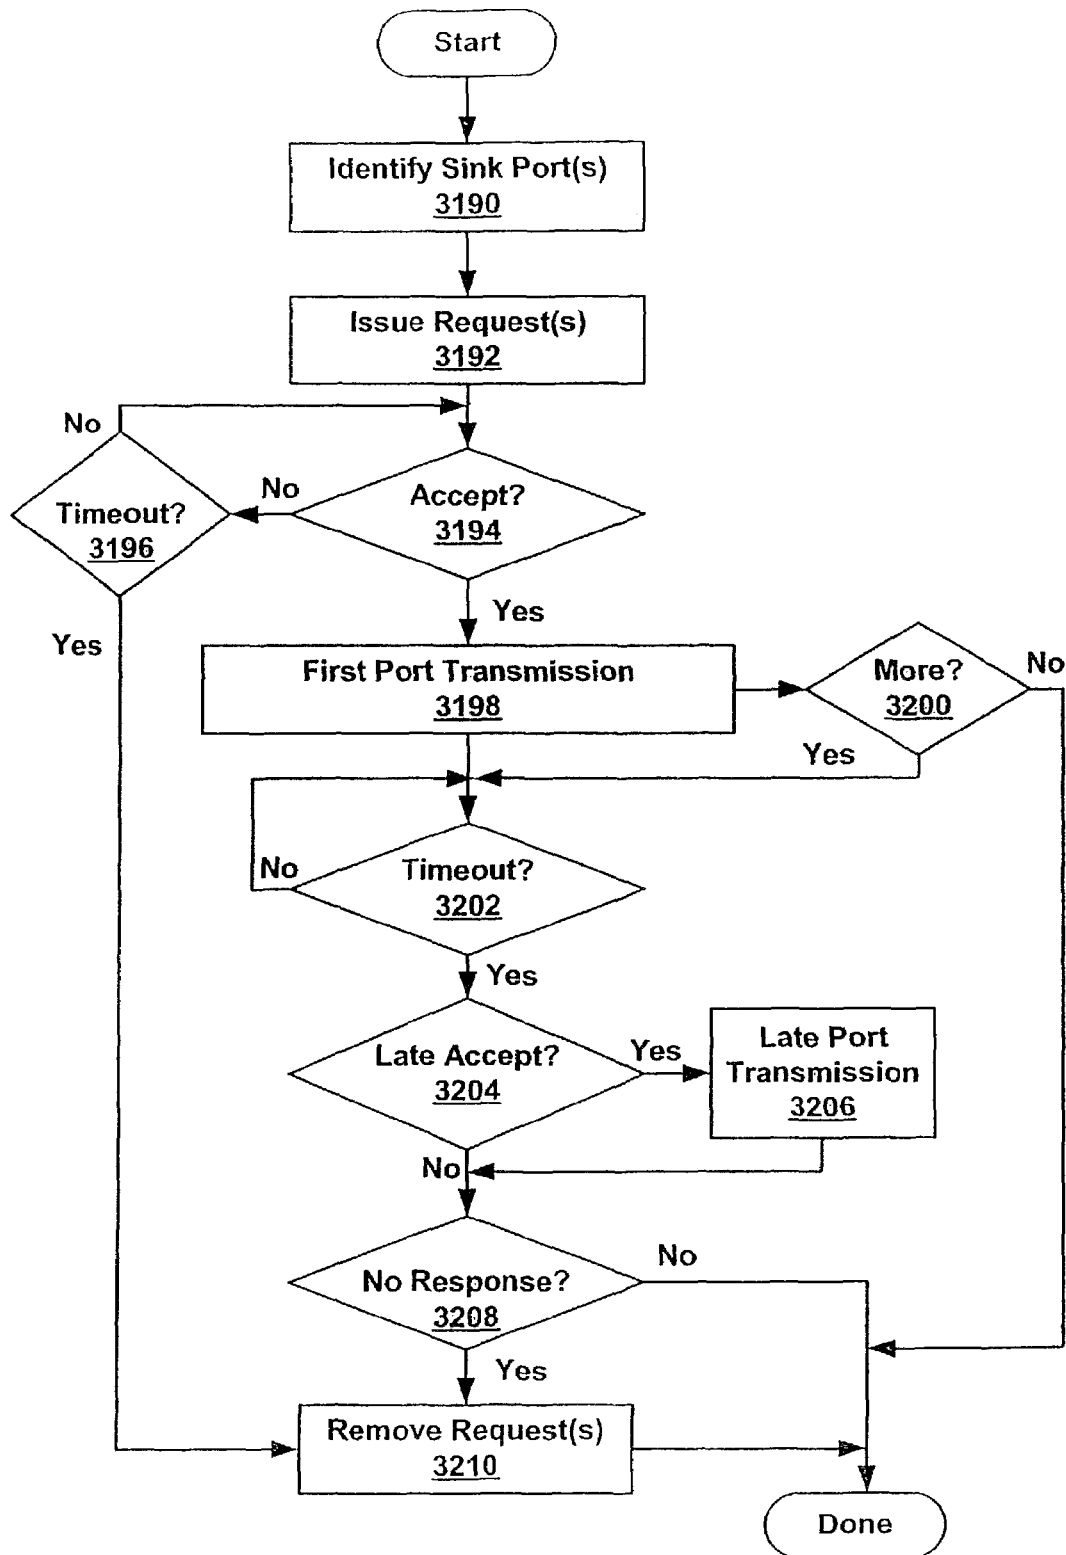 Start
Identify Sink Port(s)
3190
Issue Request(s)
3192
No
No
Accept?
3194
Timeout?
3196
Yes
Yes
First Port Transmission
3198
More?
3200
No
Yes
No
Timeout?
3202
Yes
Late Accept?
3204
Yes
Late Port
Transmission
3206
No
No Response?
3208
No
Yes
Remove Request(s)
3210
Done